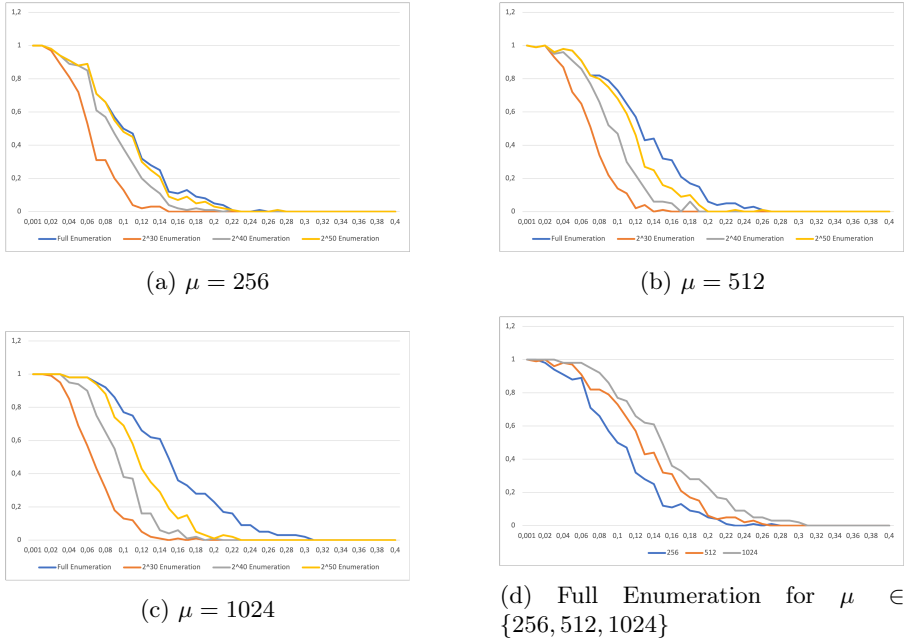 1,2
1
0,8
0,6
0,4
0,2
0
0,001 0,02 0,04 0,06 0,08 0,1 0,12 0,14 0,16 0,18 0,2 0,22 0,24 0,26 0,28 0,3 0,32 0,34 0,36 0,38 0,4
Full Enumeration 2^30 Enumeration 2^40 Enumeration 2^50 Enumeration
(a) μ = 256
1,2
1
0,8
0,6
0,4
0,2
0
0,001 0,02 0,04 0,06 0,08 0,1 0,12 0,14 0,16 0,18 0,2 0,22 0,24 0,26 0,28 0,3 0,32 0,34 0,36 0,38 0,4
Full Enumeration 2^30 Enumeration 2^40 Enumeration 2^50 Enumeration
(b) μ = 512
1,2
1
0,8
0,6
0,4
0,2
0
0,001 0,02 0,04 0,06 0,08 0,1 0,12 0,14 0,16 0,18 0,2 0,22 0,24 0,26 0,28 0,3 0,32 0,34 0,36 0,38 0,4
Full Enumeration 2^30 Enumeration 2^40 Enumeration 2^50 Enumeration
(c) μ = 1024
1,2
1
0,8
0,6
0,4
0,2
0
0,001 0,02 0,04 0,06 0,08 0,1 0,12 0,14 0,16 0,18 0,2 0,22 0,24 0,26 0,28 0,3 0,32 0,34 0,36 0,38 0,4
256 512 1024
(d) Full Enumeration for μ ∈
{256, 512, 1024}